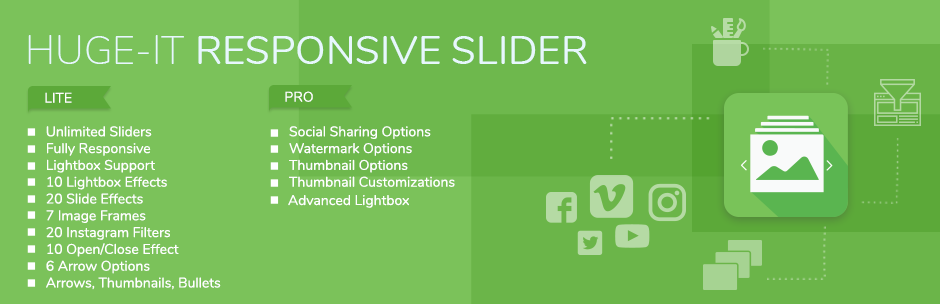 HUGE-IT RESPONSIVE SLIDER
LITE
Unlimited Sliders
Fully Responsive
Lightbox Support
10 Lightbox Effects
20 Slide Effects
7 Image Frames
20 Instagram Filters
10 Open/Close Effect
6 Arrow Options
Arrows, Thumbnails, Bullets
PRO
Social Sharing Options
Watermark Options
Thumbnail Options
Thumbnail Customizations
Advanced Lightbox